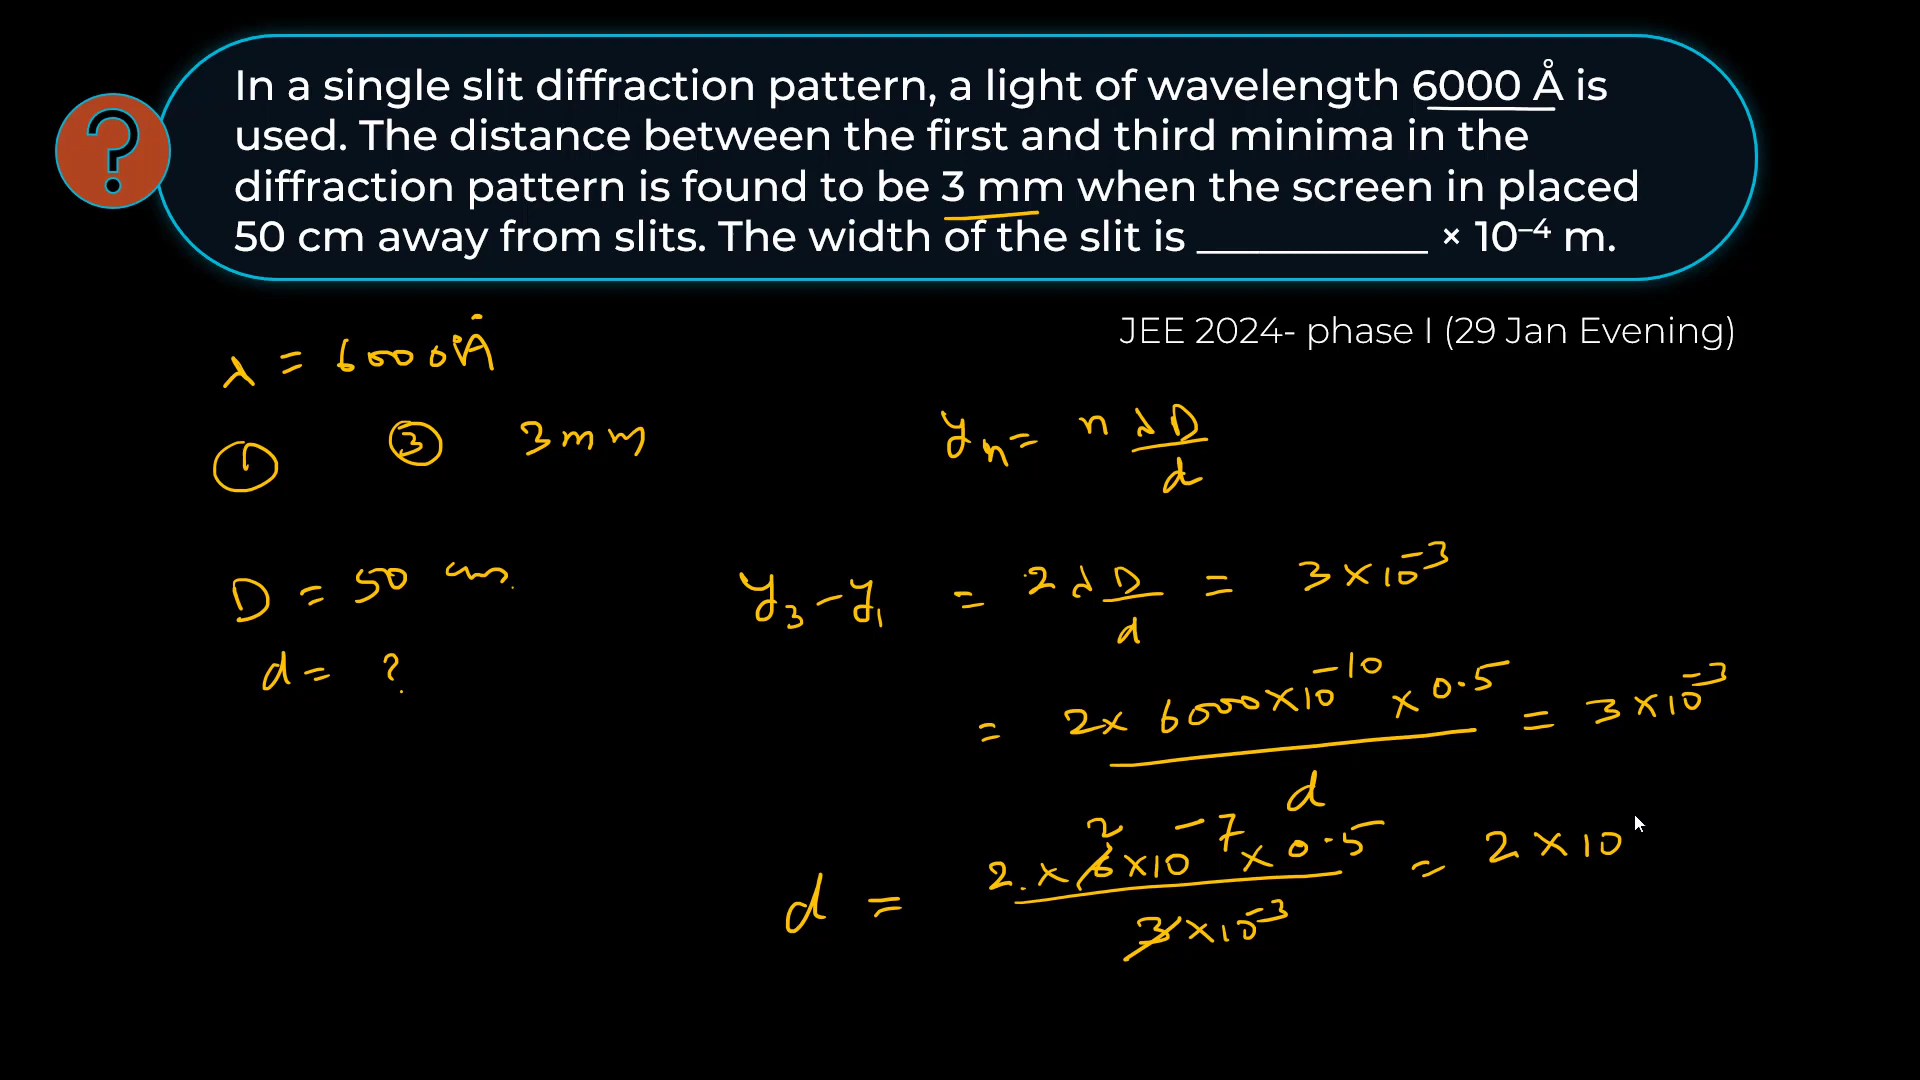 In a single slit diffraction pattern, a light of wavelength 6000 Å is
used. The distance between the first and third minima in the
diffraction pattern is found to be 3 mm when the screen in placed
50 cm away from slits. The width of the slit is ___________ × 10⁻⁴ m.
?
JEE 2024- phase I (29 Jan Evening)
λ = 6000Å
① ③ 3mm
yₙ = n λD/d
D = 50 cm.
d = ?
y₃ - y₁ = 2λD/d = 3×10⁻³
= 2×6000×10⁻¹⁰×0.5/d = 3×10⁻³
d = 2.×6×10⁻⁷×0.5/3×10⁻³ = 2×10
2